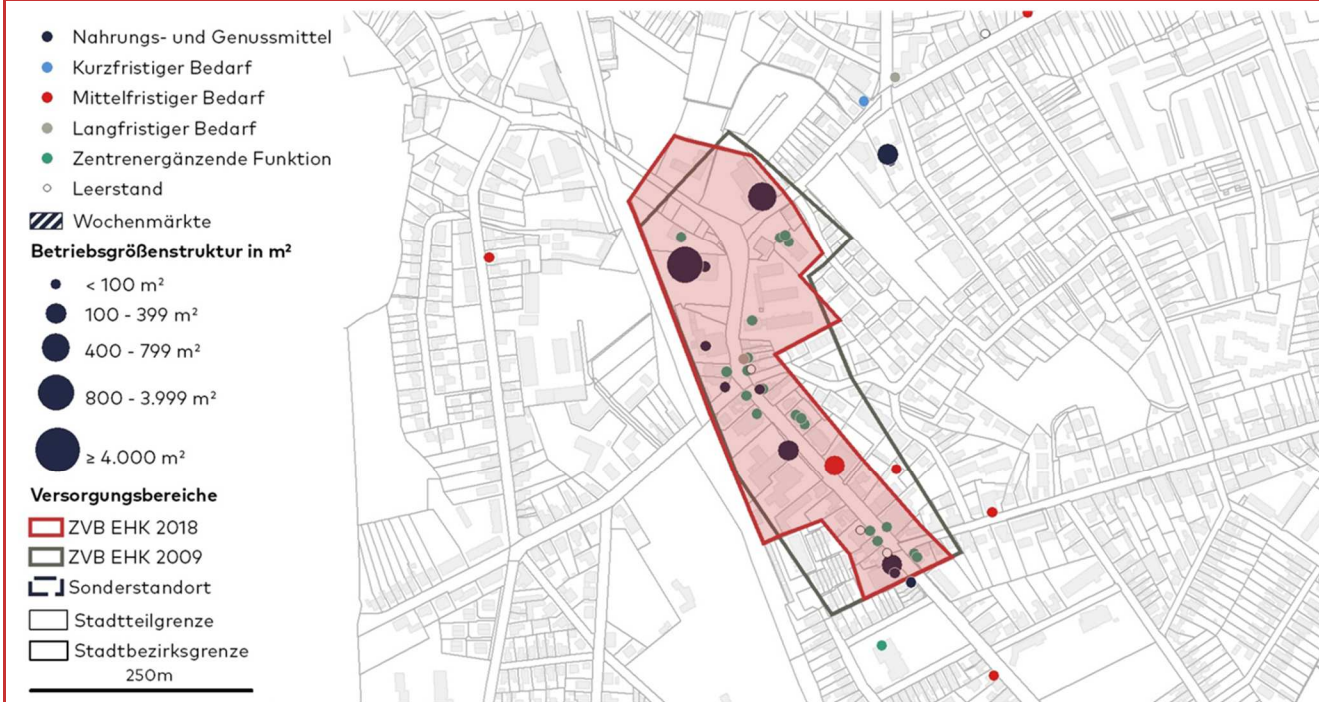 Nahrungs- und Genussmittel
Kurzfristiger Bedarf
Mittelfristiger Bedarf
Langfristiger Bedarf
Zentrenergänzende Funktion
Leerstand
Wochenmärkte
Betriebsgrößenstruktur in m²
< 100 m²
100 - 399 m²
400 - 799 m²
800 - 3.999 m²
≥ 4.000 m²
Versorgungsbereiche
ZVB EHK 2018
ZVB EHK 2009
Sonderstandort
Stadtteilgrenze
Stadtbezirksgrenze
250m